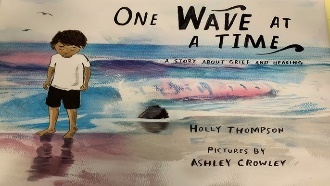 ONE WAVE AT
A TIME
A STORY ABOUT GRIEF AND HEALING
HOLLY THOMPSON
PICTURES BY
ASHLEY CROWLEY